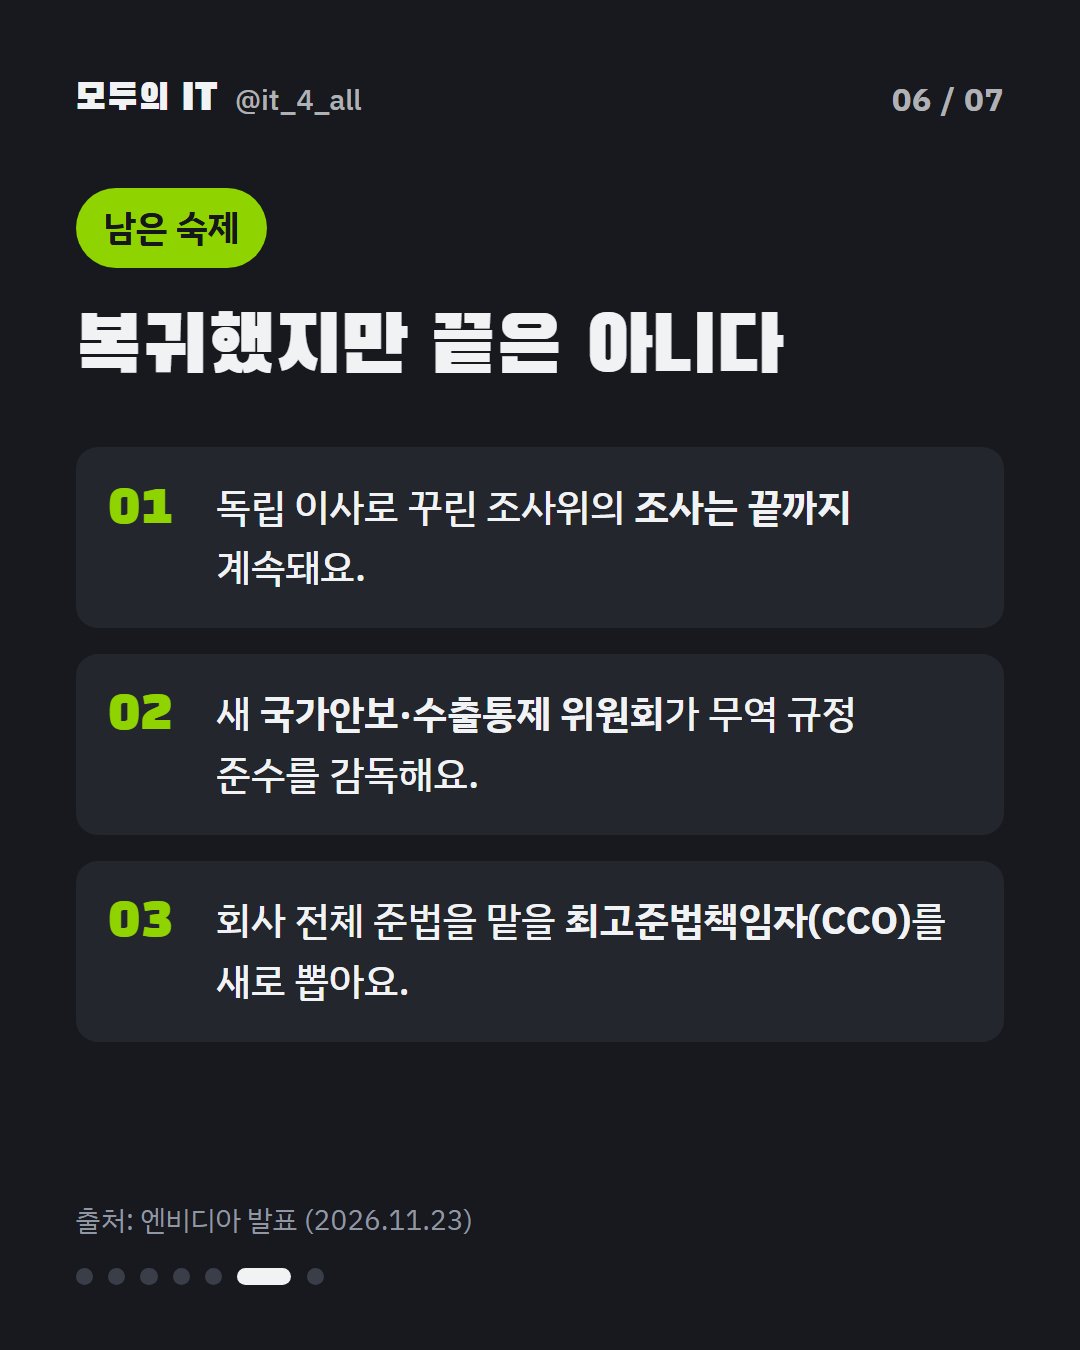 모두의 IT @it_4_all
06 / 07
남은 숙제
복귀했지만 끝은 아니다
01 독립 이사로 꾸린 조사위의 조사는 끝까지
계속돼요.
02 새 국가안보·수출통제 위원회가 무역 규정
준수를 감독해요.
03 회사 전체 준법을 맡을 최고준법책임자(CCO)를
새로 뽑아요.
출처: 엔비디아 발표 (2026.11.23)